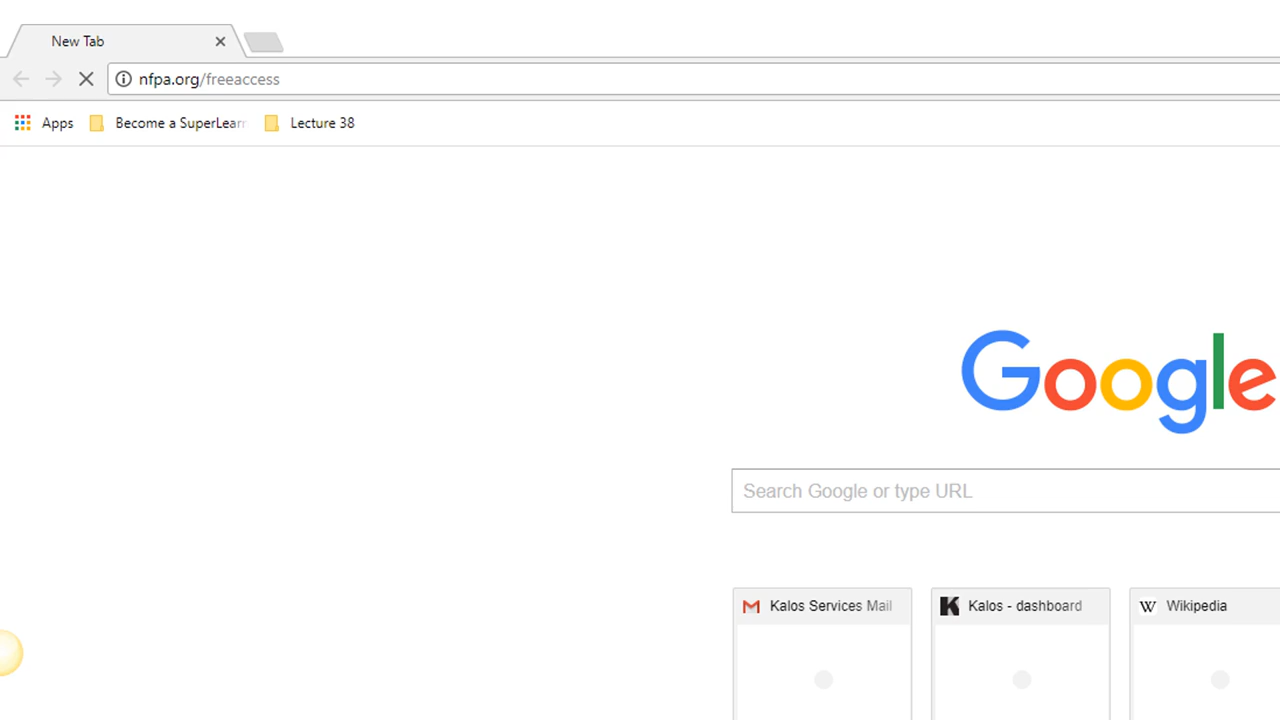 New Tab
nfpa.org/freeaccess
Apps Become a SuperLearn Lecture 38
Google
Search Google or type URL
Kalos Services Mail Kalos - dashboard Wikipedia